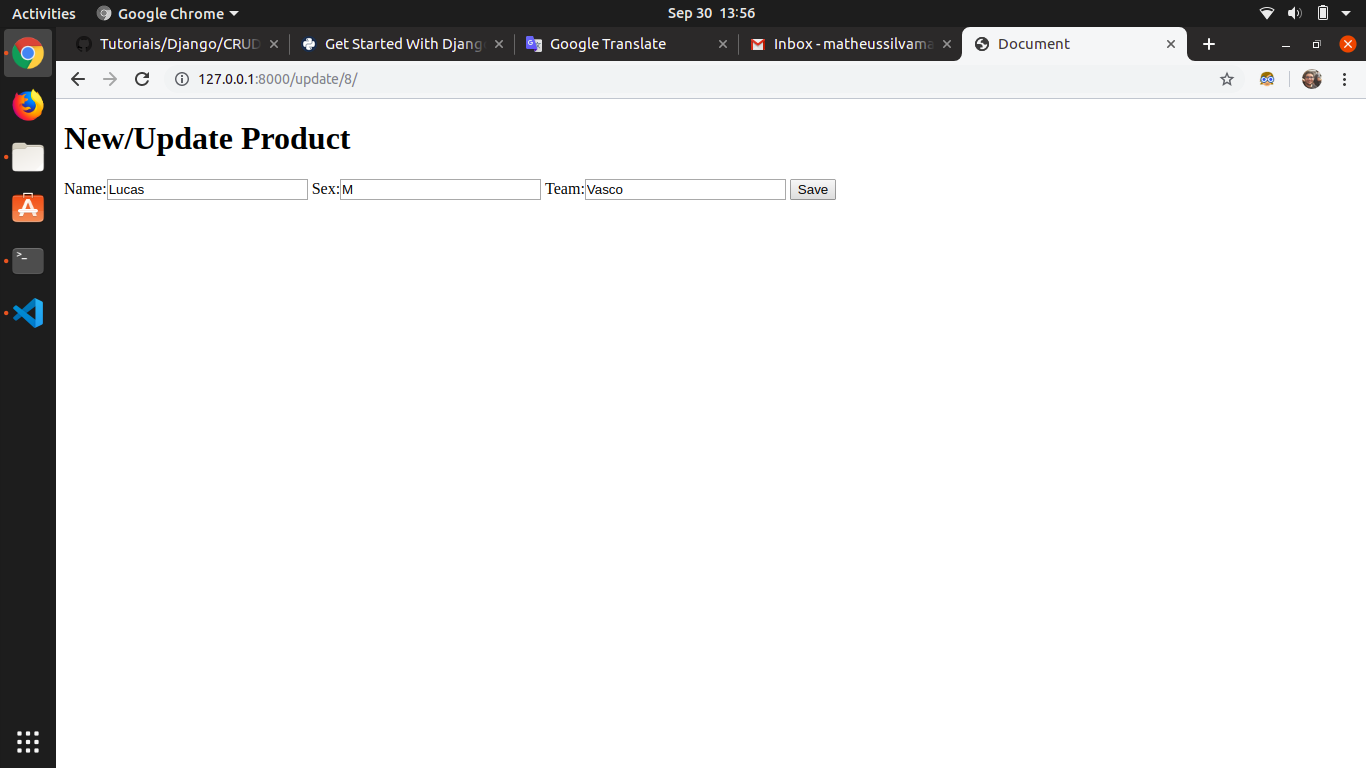 Activities Google Chrome Sep 30 13:56
Tutoriais/Django/CRUD Get Started With Django Google Translate Inbox - matheussilvama Document
127.0.0.1:8000/update/8/
New/Update Product
Name: Lucas Sex: M Team: Vasco Save